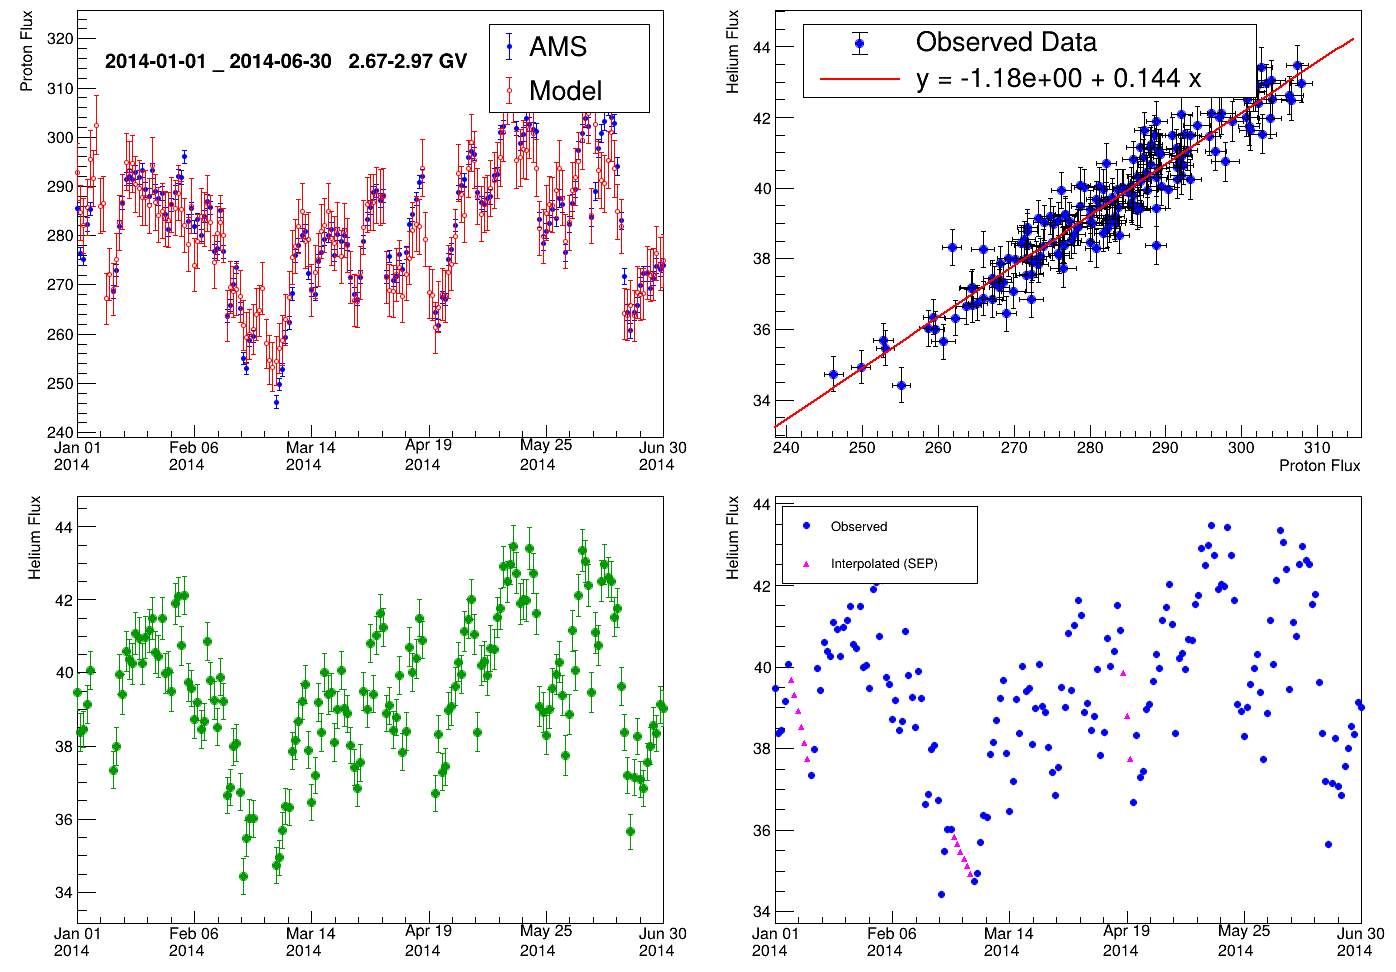 Proton Flux
320
310
300
290
280
270
260
250
240
2014-01-01 _ 2014-06-30   2.67-2.97 GV
AMS
Model
Jan 01 2014
Feb 06 2014
Mar 14 2014
Apr 19 2014
May 25 2014
Jun 30 2014
Helium Flux
44
42
40
38
36
34
Observed Data
y = -1.18e+00 + 0.144 x
240
250
260
270
280
290
300
310
Proton Flux
Helium Flux
44
42
40
38
36
34
Jan 01 2014
Feb 06 2014
Mar 14 2014
Apr 19 2014
May 25 2014
Jun 30 2014
Helium Flux
44
42
40
38
36
34
Observed
Interpolated (SEP)
Jan 01 2014
Feb 06 2014
Mar 14 2014
Apr 19 2014
May 25 2014
Jun 30 2014